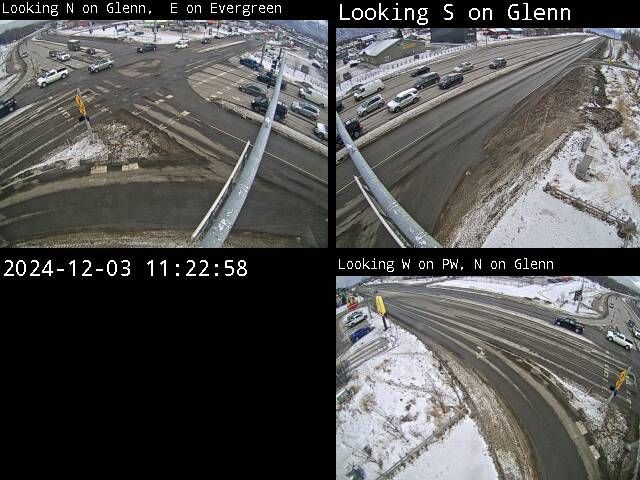 Looking N on Glenn, E on Evergreen
Looking S on Glenn
2024-12-03 11:22:58
Looking W on PW, N on Glenn